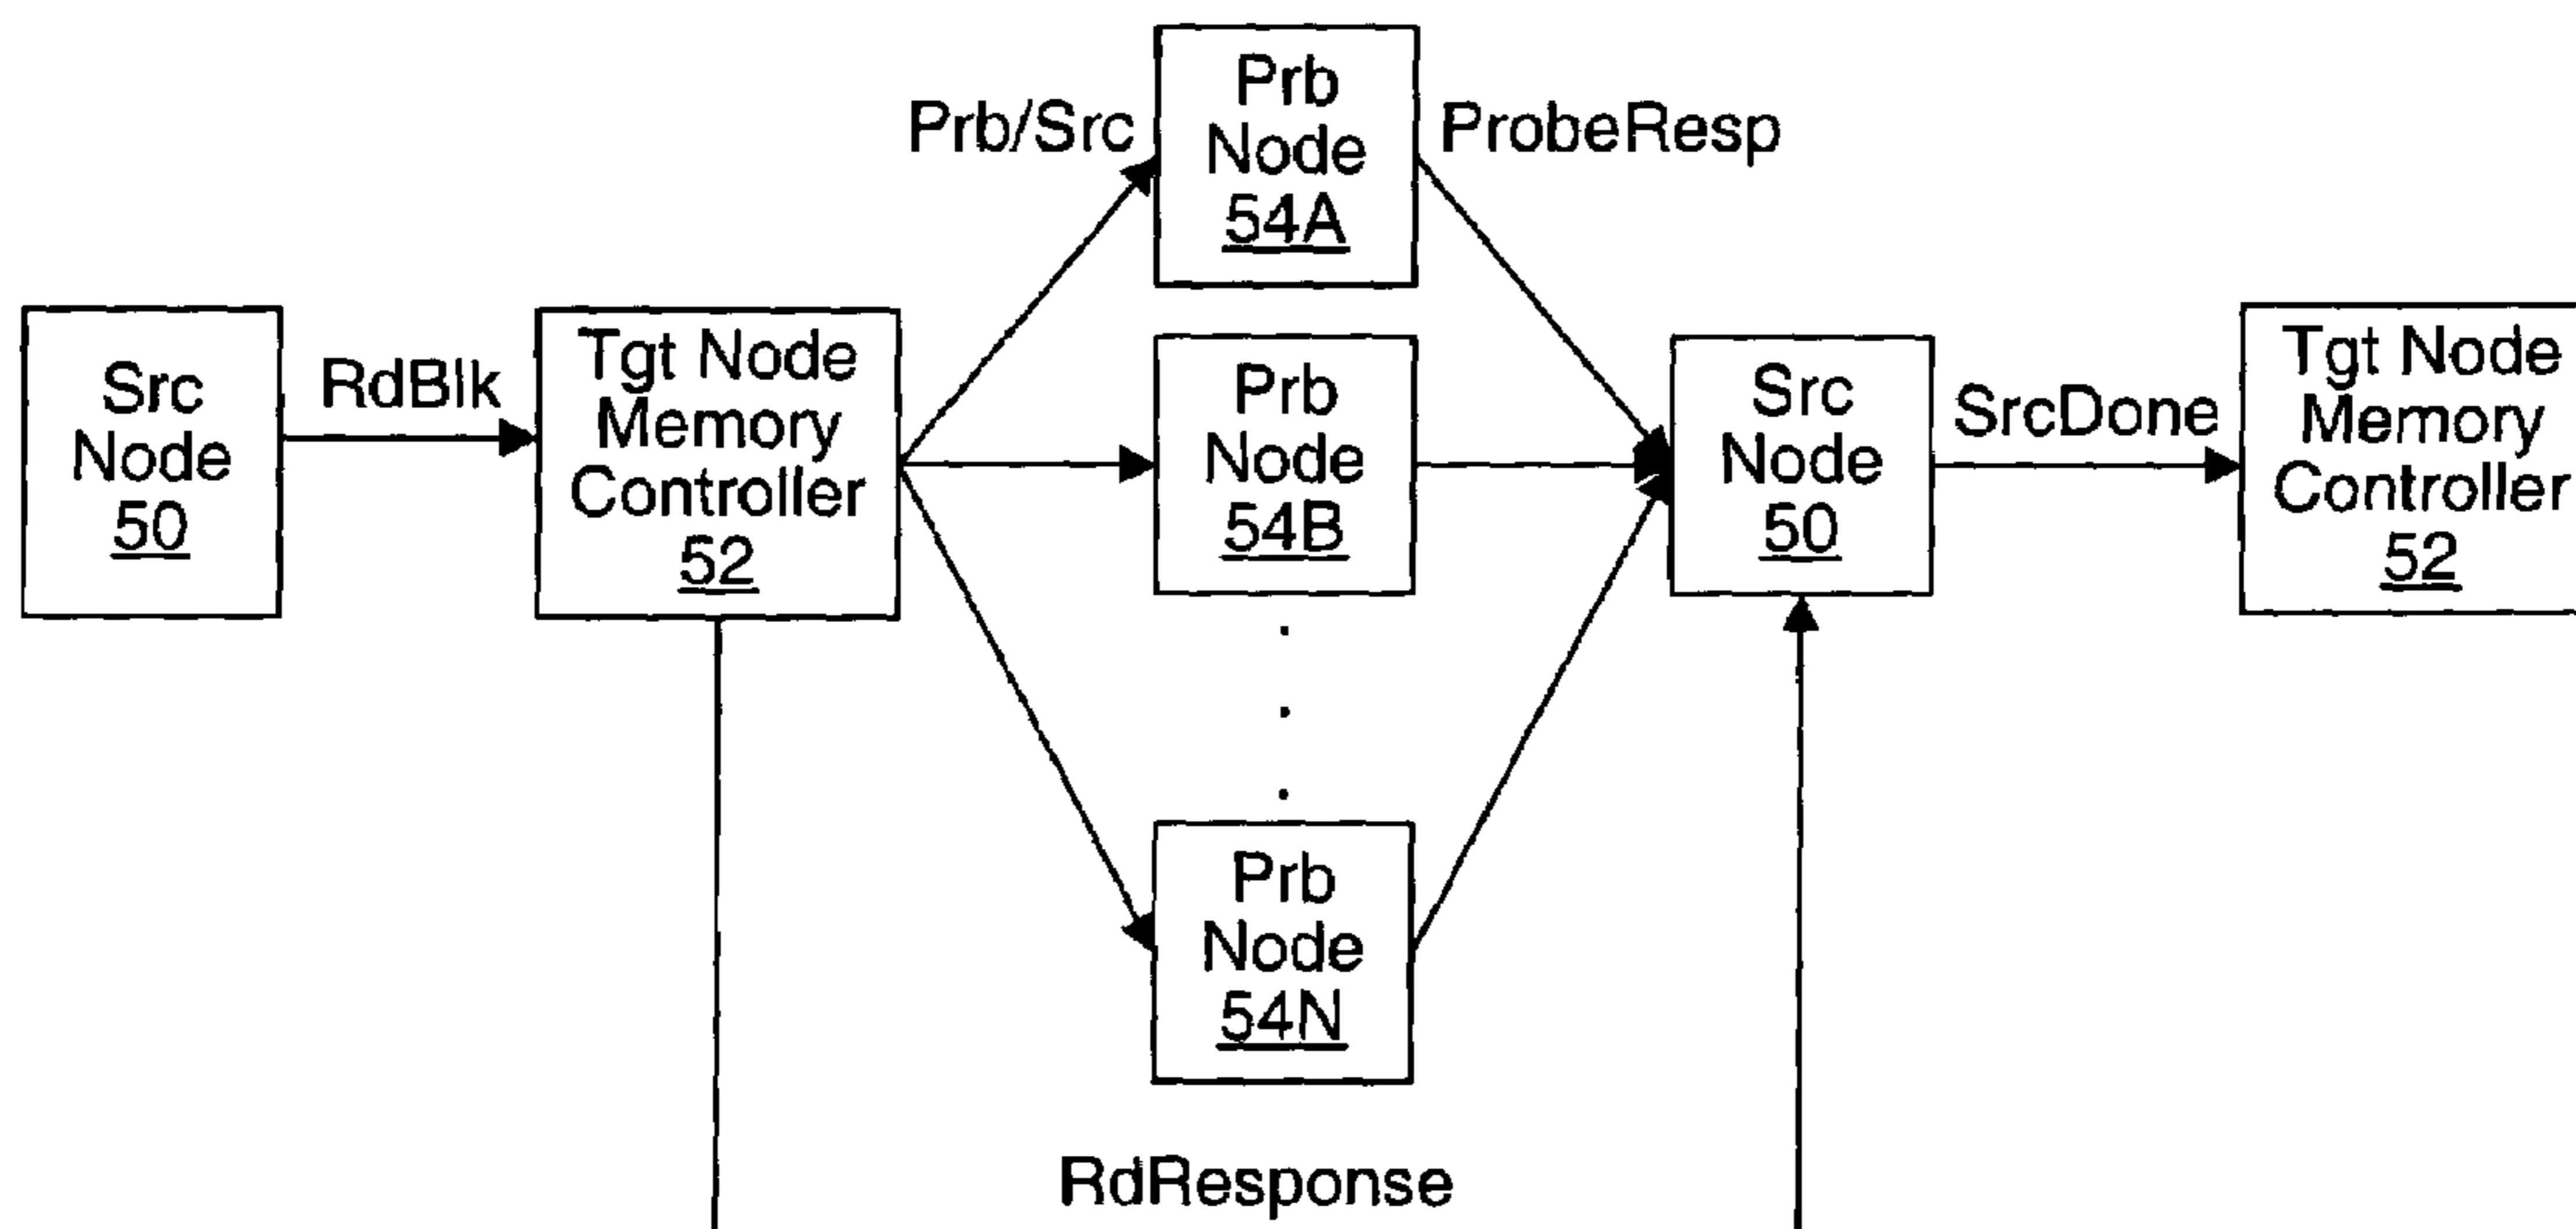 Src
Node
50
RdBlk
Tgt Node
Memory
Controller
52
Prb/Src
Prb
Node
54A
ProbeResp
Prb
Node
54B
.
.
.
Prb
Node
54N
Src
Node
50
SrcDone
Tgt Node
Memory
Controller
52
RdResponse